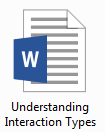 W
Understanding
Interaction Types